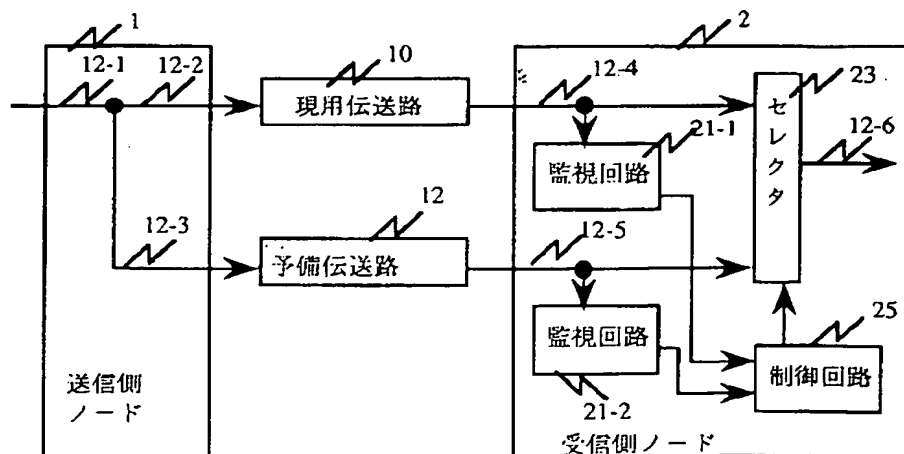 1
2
12-1
12-2
10
12-4
23
現用伝送路
セレクタ
21-1
12-6
監視回路
12-3
12
12-5
予備伝送路
監視回路
25
制御回路
送信側
ノード
21-2
受信側ノード